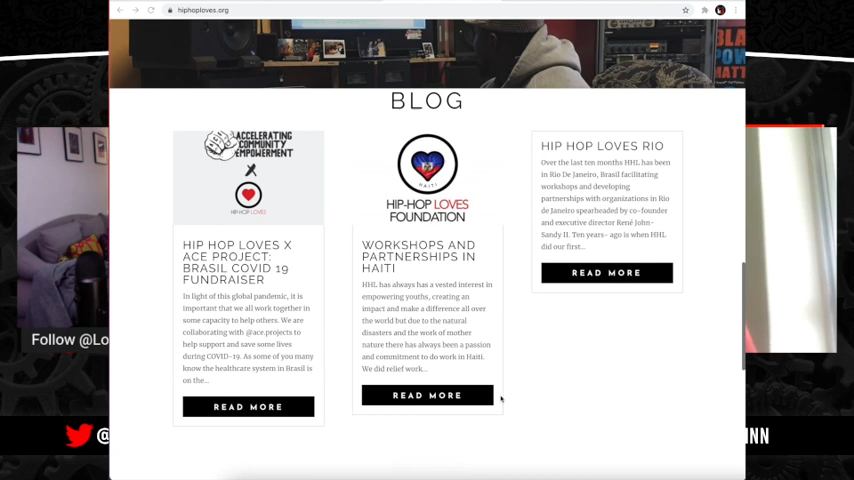 hiphoploves.org
BLA
POW
MATT
BLOG
ACCELERATING
COMMUNITY
EMPOWERMENT
X
HIP-HOP LOVES
HIP HOP LOVES X
ACE PROJECT:
BRASIL COVID 19
FUNDRAISER
In light of this global pandemic, it is
important that we all work together in
some capacity to help others. We are
collaborating with @ace.projects to
help support and save some lives
during COVID-19. As some of you many
know the healthcare system in Brasil is
on the...
READ MORE
HAITI
HIP-HOP LOVES
FOUNDATION
WORKSHOPS AND
PARTNERSHIPS IN
HAITI
HHL has always has a vested interest in
empowering youths, creating an
impact and make a difference all over
the world but due to the natural
disasters and the work of mother
nature there has always been a passion
and commitment to do work in Haiti.
We did relief work...
READ MORE
HIP HOP LOVES RIO
Over the last ten months HHL has been
in Rio De Janeiro, Brasil facilitating
workshops and developing
partnerships with organizations in Rio
de Janeiro spearheaded by co-founder
and executive director René John-
Sandy II. Ten years- ago is when HHL
did our first...
READ MORE
Follow @Lo
@
INN